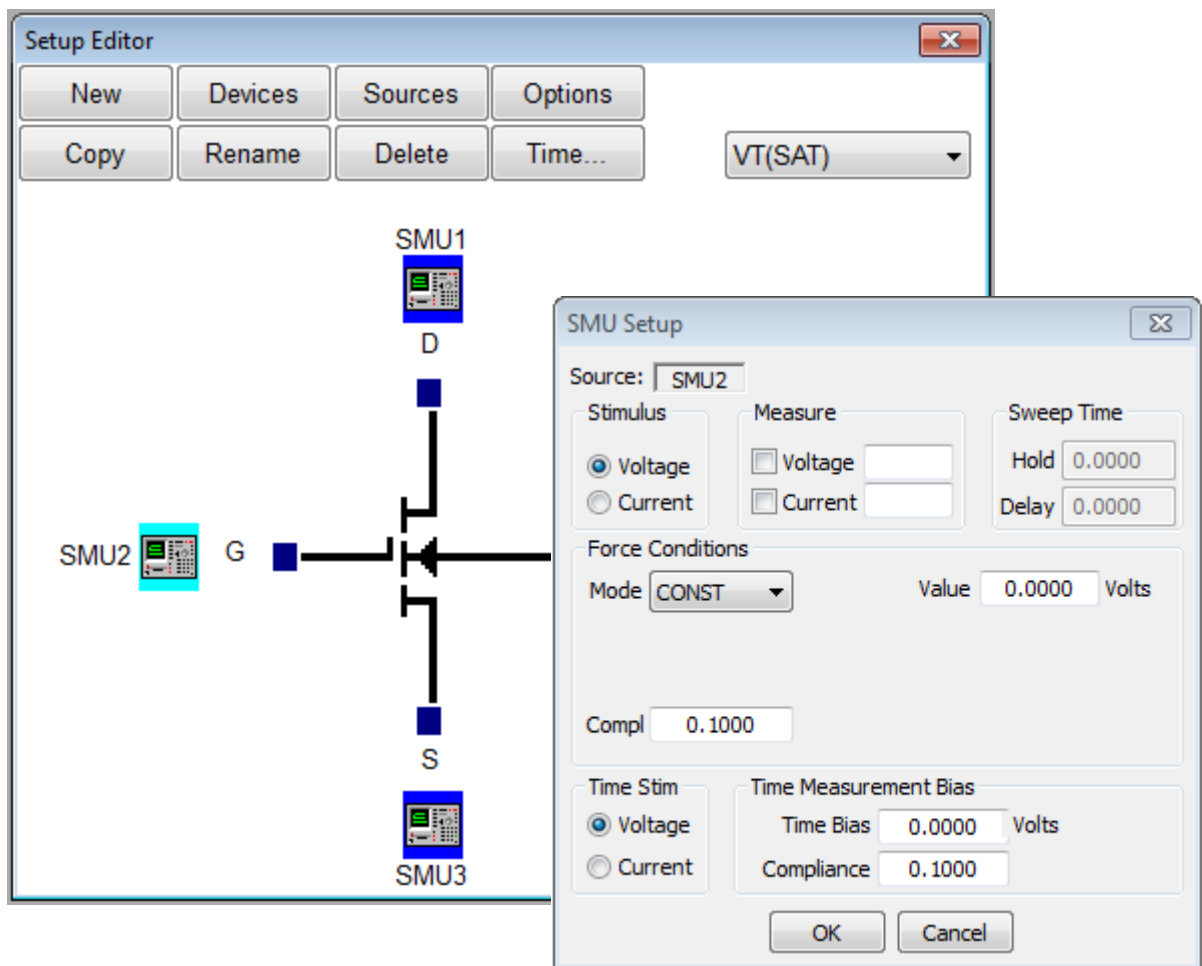 Setup Editor
New Devices Sources Options
Copy Rename Delete Time...
VT(SAT)
SMU1
D
SMU2
G
S
SMU3
SMU Setup
Source: SMU2
Stimulus
Voltage
Current
Measure
Voltage
Current
Sweep Time
Hold 0.0000
Delay 0.0000
Force Conditions
Mode CONST
Value 0.0000 Volts
Compl 0.1000
Time Stim
Voltage
Current
Time Measurement Bias
Time Bias 0.0000 Volts
Compliance 0.1000
OK Cancel